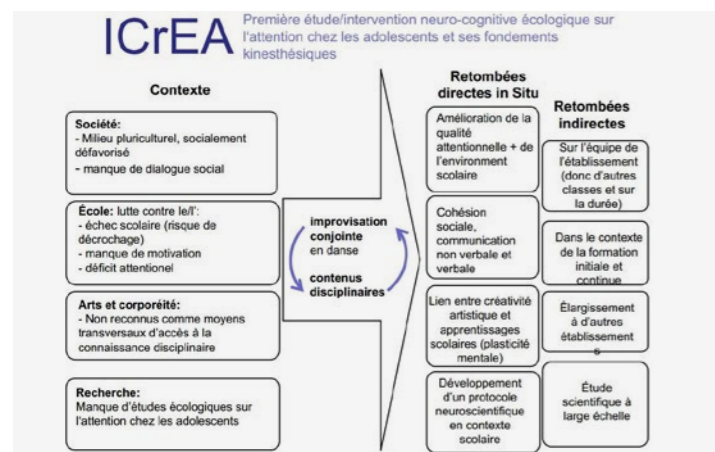 ICrEA
Première étude/intervention neuro-cognitive écologique sur
l'attention chez les adolescents et ses fondements
kinesthésiques
Contexte
Société:
- Milieu pluriculturel, socialement
défavorisé
- manque de dialogue social
École: lutte contre le/l':
- échec scolaire (risque de
décrochage)
- manque de motivation
- déficit attentionel
Arts et corporéité:
- Non reconnus comme moyens
transversaux d'accès à la
connaissance disciplinaire
Recherche:
Manque d'études écologiques sur
l'attention chez les adolescents
improvisation
conjointe
en danse
contenus
disciplinaires
Retombées
directes in Situ
Amélioration de la
qualité
attentionnelle + de
l'environment
scolaire
Cohésion
sociale,
communication
non verbale et
verbale
Lien entre créativité
artistique et
apprentissages
scolaires (plasticité
mentale)
Développement
d'un protocole
neuroscientifique
en contexte
scolaire
Retombées
indirectes
Sur l'équipe de
l'établissement
(donc d'autres
classes et sur
la durée)
Dans le contexte
de la formation
initiale et
continue
Élargissement
à d'autres
établissement
s
Étude
scientifique à
large échelle